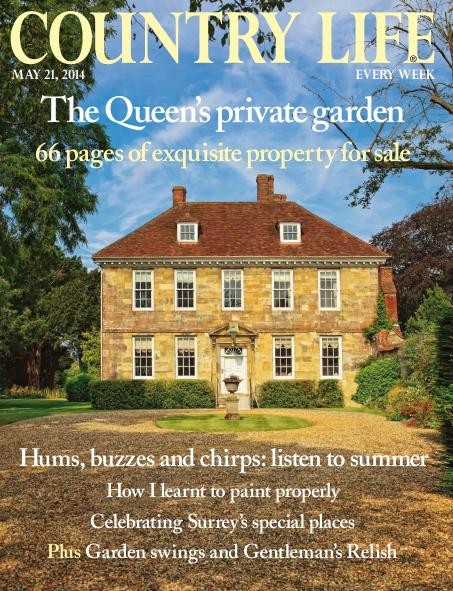 COUNTRY LIFE®
MAY 21, 2014 EVERY WEEK
The Queen's private garden
66 pages of exquisite property for sale
Hums, buzzes and chirps: listen to summer
How I learnt to paint properly
Celebrating Surrey's special places
Plus Garden swings and Gentleman's Relish